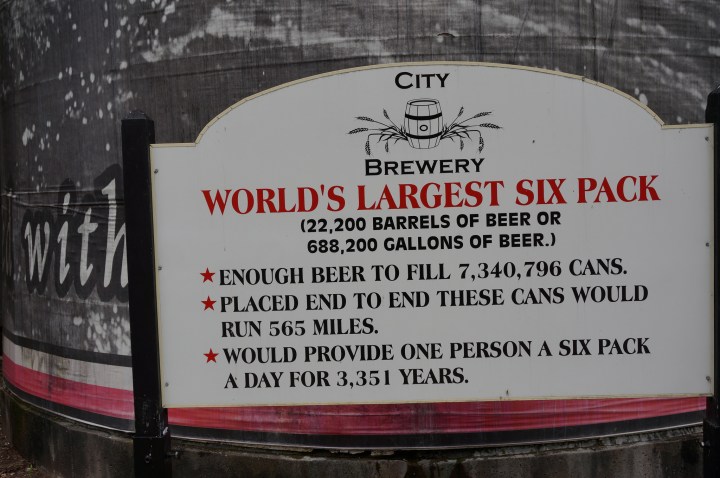 CITY
BREWERY
WORLD'S LARGEST SIX PACK
(22,200 BARRELS OF BEER OR
688,200 GALLONS OF BEER.)
★ENOUGH BEER TO FILL 7,340,796 CANS.
★PLACED END TO END THESE CANS WOULD
RUN 565 MILES.
★WOULD PROVIDE ONE PERSON A SIX PACK
A DAY FOR 3,351 YEARS.
with